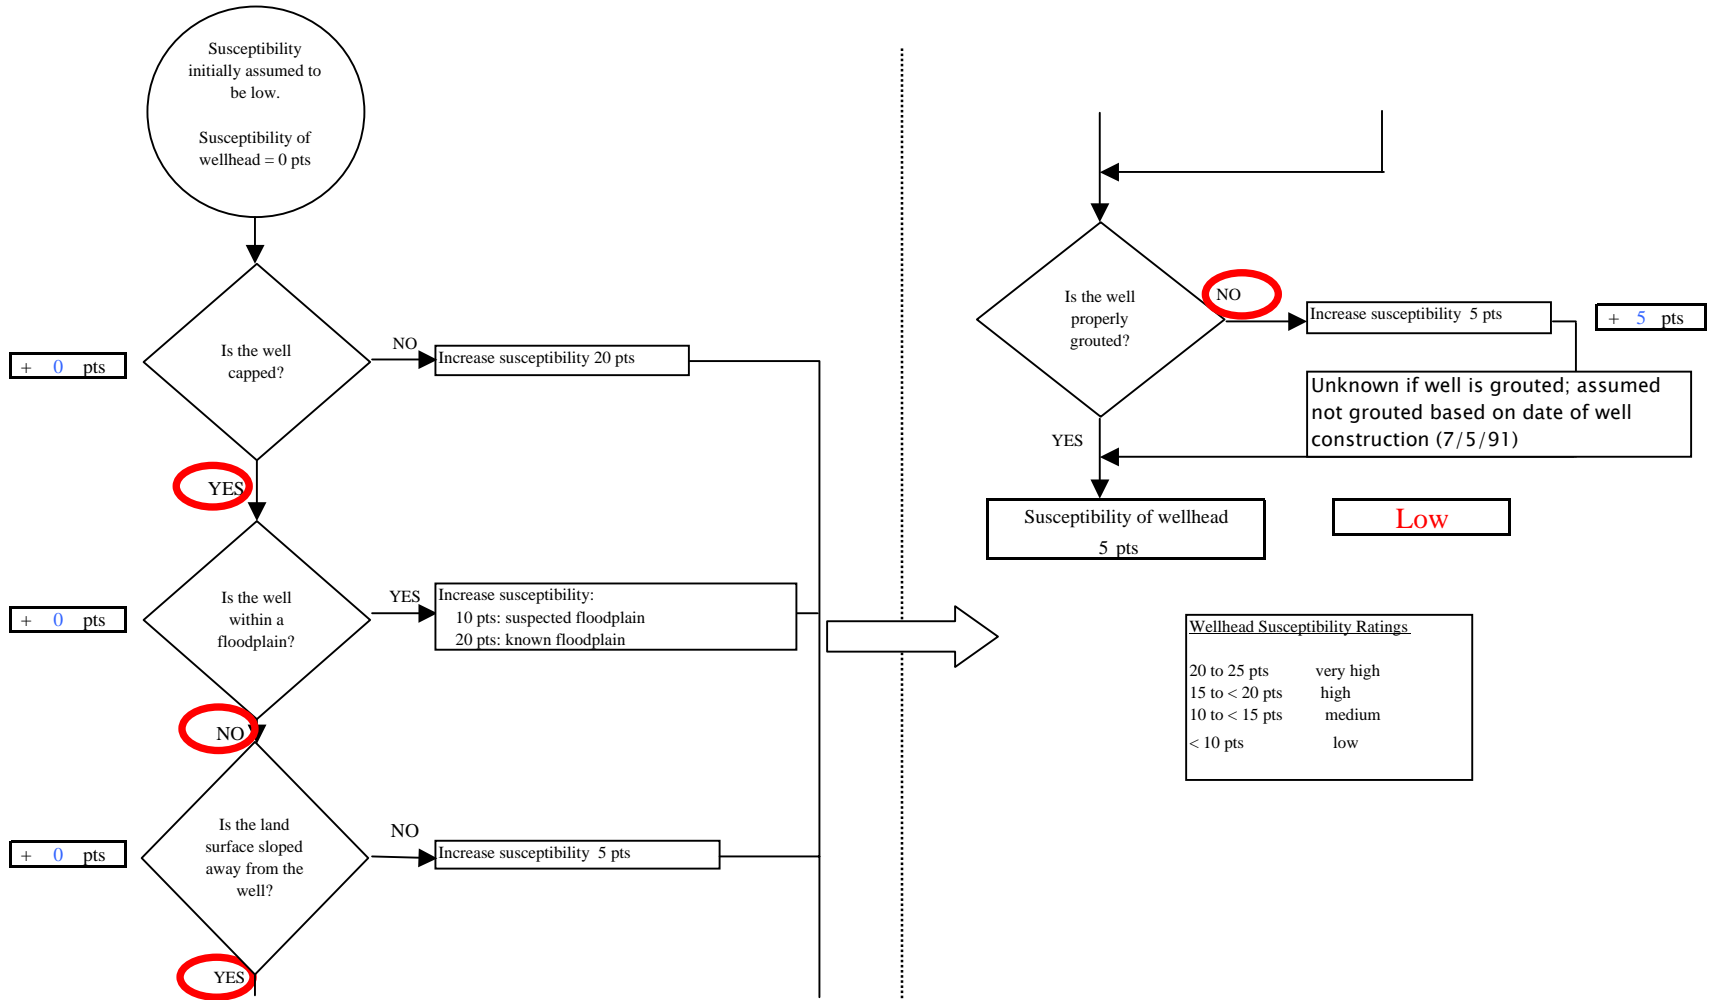 Susceptibility
initially assumed to
be low.
Susceptibility of
wellhead = 0 pts
Is the well
capped?
NO
Increase susceptibility 20 pts
+ 0 pts
YES
Is the well
within a
floodplain?
YES
Increase susceptibility:
10 pts: suspected floodplain
20 pts: known floodplain
+ 0 pts
NO
Is the land
surface sloped
away from the
well?
NO
Increase susceptibility 5 pts
+ 0 pts
YES
Is the well
properly
grouted?
NO
Increase susceptibility 5 pts
+ 5 pts
Unknown if well is grouted; assumed
not grouted based on date of well
construction (7/5/91)
YES
Susceptibility of wellhead
5 pts
Low
Wellhead Susceptibility Ratings
20 to 25 pts very high
15 to < 20 pts high
10 to < 15 pts medium
< 10 pts low